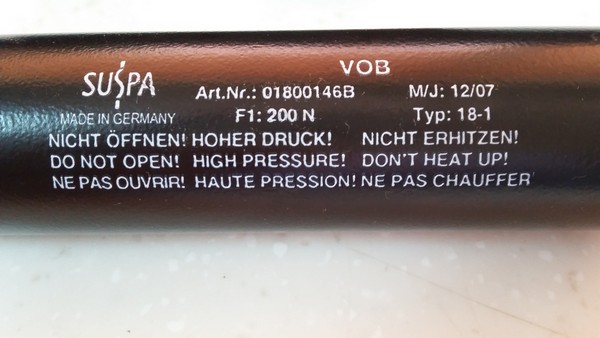 VOB
SUSPA Art.Nr.: 01800146B M/J: 12/07
MADE IN GERMANY F1: 200 N Typ: 18-1
NICHT ÖFFNEN! HOHER DRUCK! NICHT ERHITZEN!
DO NOT OPEN! HIGH PRESSURE! DON'T HEAT UP!
NE PAS OUVRIR! HAUTE PRESSION! NE PAS CHAUFFER